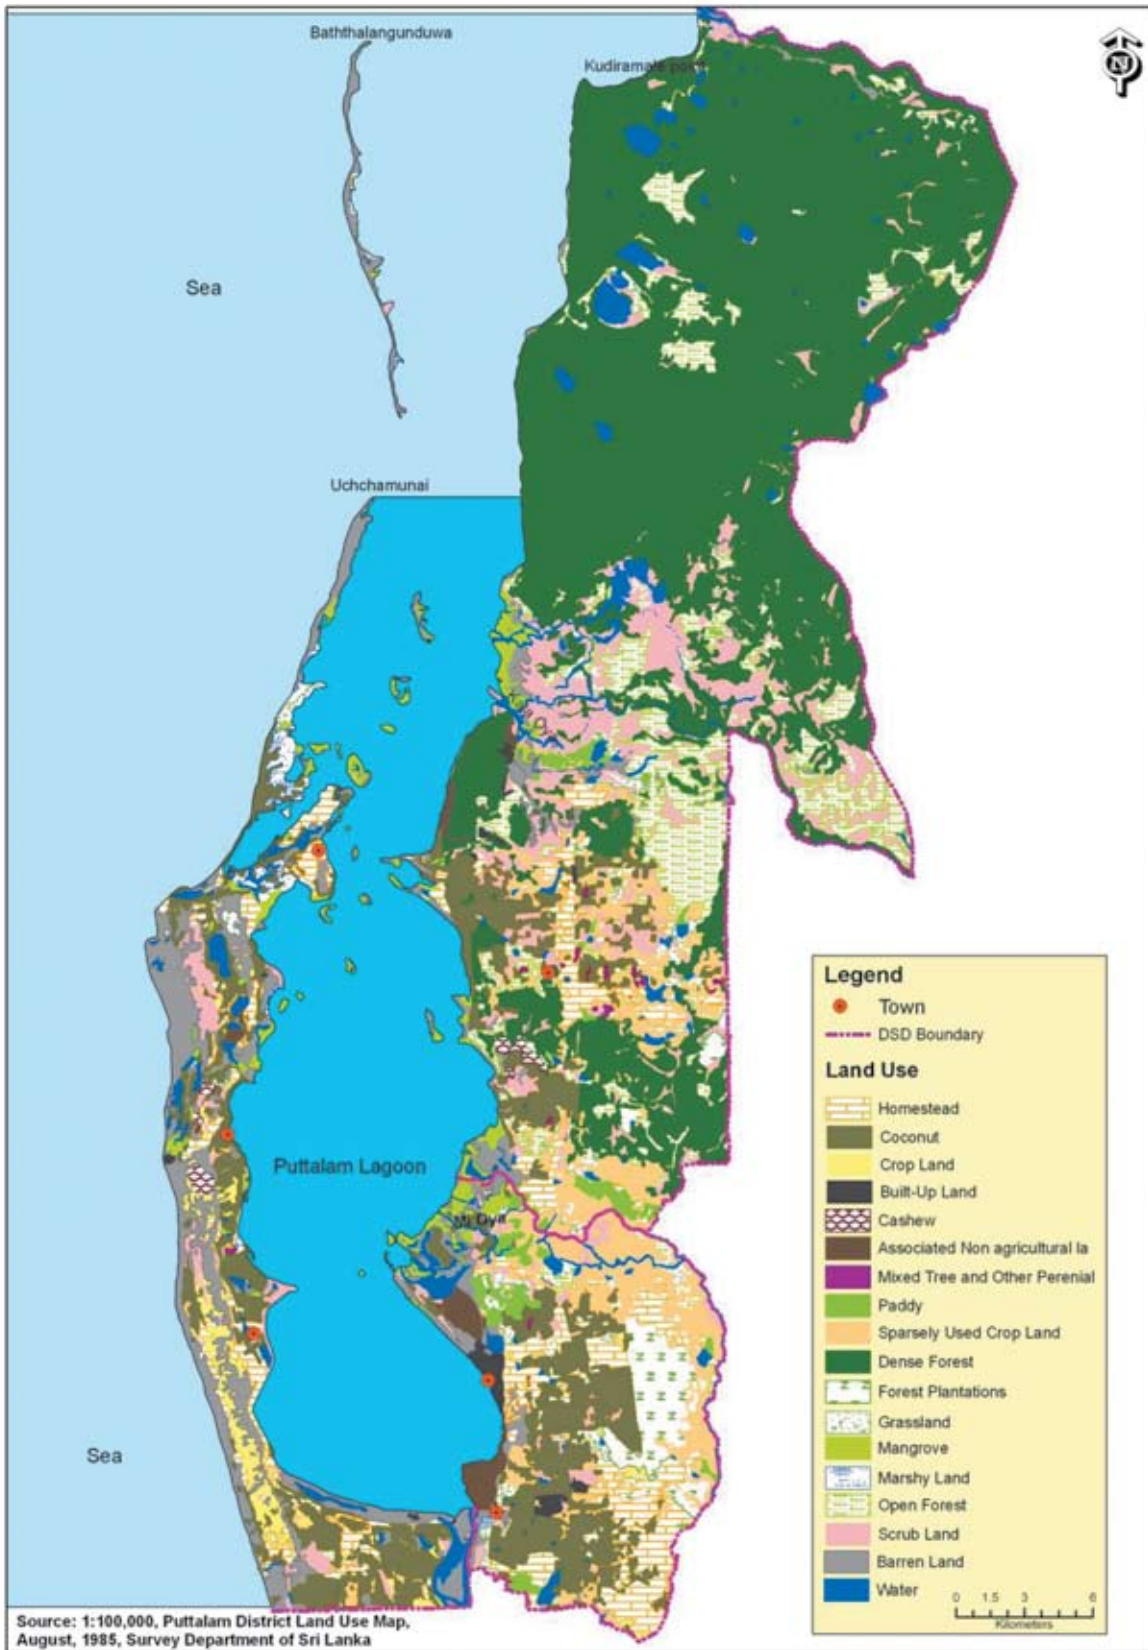 Baththalangunduwa
Kudiramale point
N
Sea
Uchchamunai
Puttalam Lagoon
Mi Oya
Sea
Legend
Town
DSD Boundary
Land Use
Homestead
Coconut
Crop Land
Built-Up Land
Cashew
Associated Non agricultural la
Mixed Tree and Other Perenial
Paddy
Sparsely Used Crop Land
Dense Forest
Forest Plantations
Grassland
Mangrove
Marshy Land
Open Forest
Scrub Land
Barren Land
Water
0 1.5 3 6
Kilometers
Source: 1:100,000, Puttalam District Land Use Map,
August, 1985, Survey Department of Sri Lanka